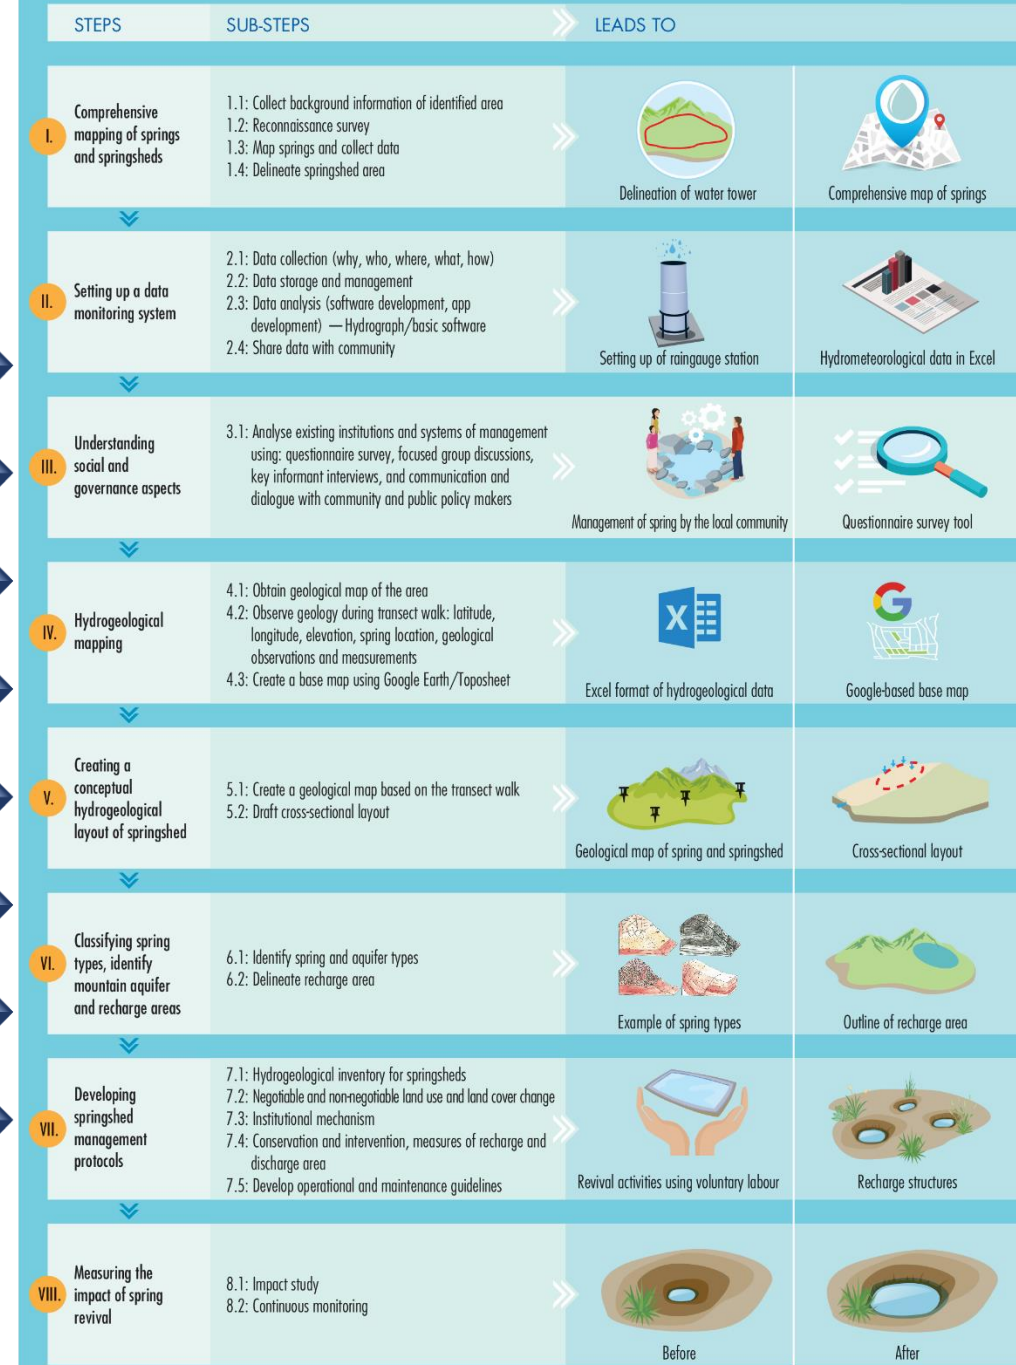 STEPS
SUB-STEPS
LEADS TO
I.
Comprehensive
mapping of springs
and springsheds
1.1: Collect background information of identified area
1.2: Reconnaissance survey
1.3: Map springs and collect data
1.4: Delineate springshed area
Delineation of water tower
Comprehensive map of springs
II.
Setting up a data
monitoring system
2.1: Data collection (why, who, where, what, how)
2.2: Data storage and management
2.3: Data analysis (software development, app
development) — Hydrograph/basic software
2.4: Share data with community
Setting up of raingauge station
Hydrometeorological data in Excel
III.
Understanding
social and
governance aspects
3.1: Analyse existing institutions and systems of management
using: questionnaire survey, focused group discussions,
key informant interviews, and communication and
dialogue with community and public policy makers
Management of spring by the local community
Questionnaire survey tool
IV.
Hydrogeological
mapping
4.1: Obtain geological map of the area
4.2: Observe geology during transect walk: latitude,
longitude, elevation, spring location, geological
observations and measurements
4.3: Create a base map using Google Earth/Toposheet
X
Excel format of hydrogeological data
G
Google-based base map
V.
Creating a
conceptual
hydrogeological
layout of springshed
5.1: Create a geological map based on the transect walk
5.2: Draft cross-sectional layout
Geological map of spring and springshed
Cross-sectional layout
VI.
Classifying spring
types, identify
mountain aquifer
and recharge areas
6.1: Identify spring and aquifer types
6.2: Delineate recharge area
Example of spring types
Outline of recharge area
VII.
Developing
springshed
management
protocols
7.1: Hydrogeological inventory for springsheds
7.2: Negotiable and non-negotiable land use and land cover change
7.3: Institutional mechanism
7.4: Conservation and intervention, measures of recharge and
discharge area
7.5: Develop operational and maintenance guidelines
Revival activities using voluntary labour
Recharge structures
VIII.
Measuring the
impact of spring
revival
8.1: Impact study
8.2: Continuous monitoring
Before
After